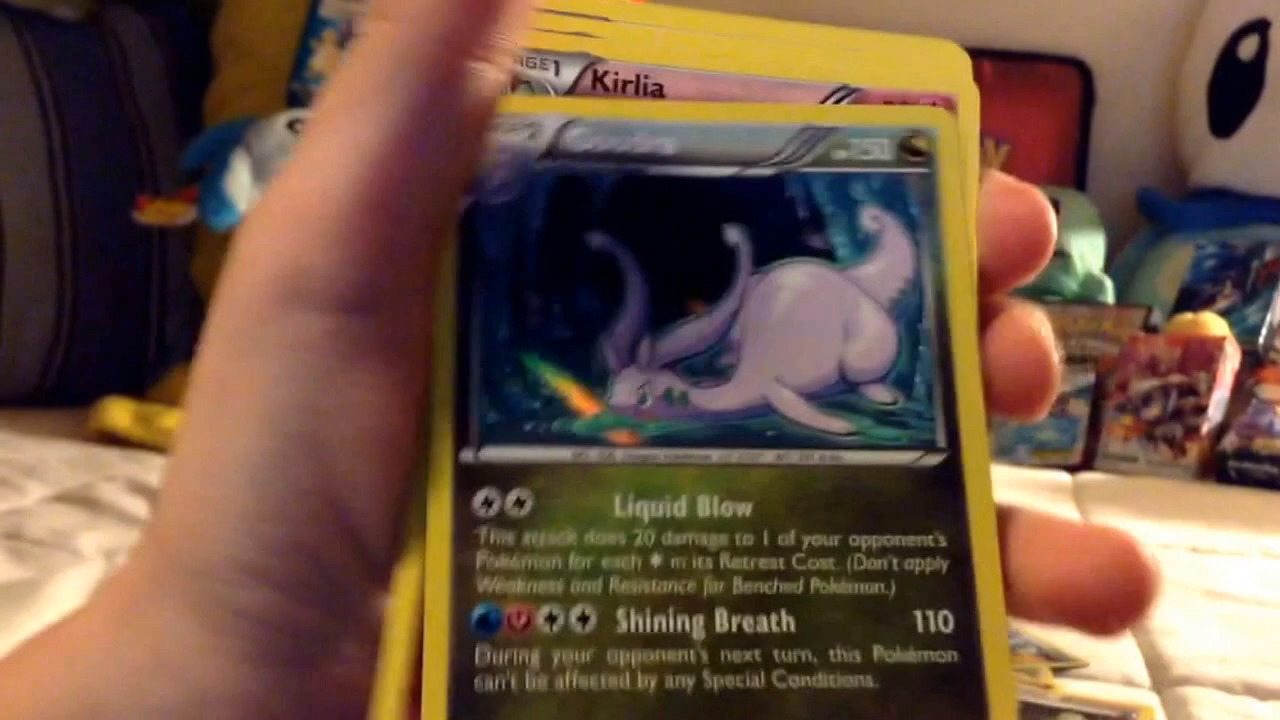 Kirlia
150
Liquid Blow
This attack does 20 damage to 1 of your opponent's
Pokémon for each in its Retreat Cost. (Don't apply
Weakness and Resistance for Benched Pokémon.)
Shining Breath 110
During your opponent's next turn, this Pokémon
can't be affected by any Special Conditions.